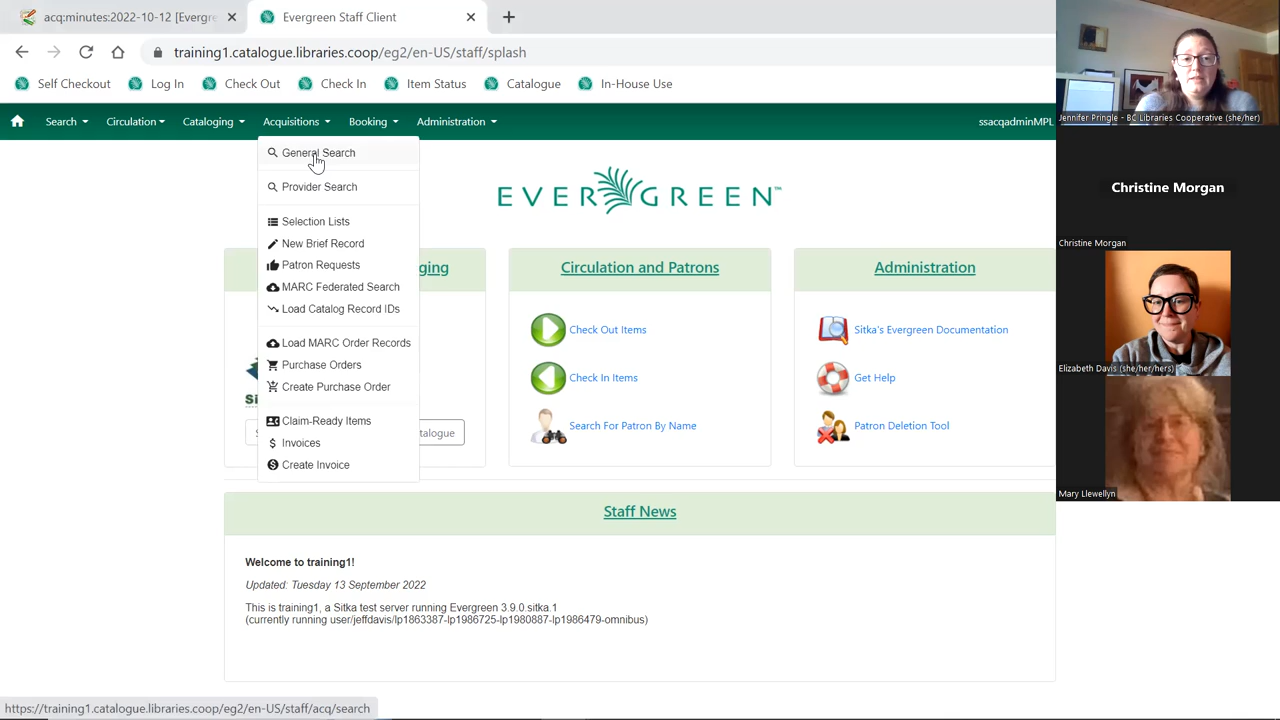 acq:minutes:2022-10-12 [Evergre
Evergreen Staff Client
training1.catalogue.libraries.coop/eg2/en-US/staff/splash
Self Checkout
Log In
Check Out
Check In
Item Status
Catalogue
In-House Use
Search
Circulation
Cataloging
Acquisitions
Booking
Administration
ssacqadminMPL
General Search
Provider Search
Selection Lists
New Brief Record
Patron Requests
MARC Federated Search
Load Catalog Record IDs
Load MARC Order Records
Purchase Orders
Create Purchase Order
Claim-Ready Items
Invoices
Create Invoice
EVERGREEN™
ging
Si
S
atalogue
Circulation and Patrons
Check Out Items
Check In Items
Search For Patron By Name
Administration
Sitka's Evergreen Documentation
Get Help
Patron Deletion Tool
Staff News
Welcome to training1!
Updated: Tuesday 13 September 2022
This is training1, a Sitka test server running Evergreen 3.9.0.sitka.1
(currently running user/jeffdavis/lp1863387-lp1986725-lp1980887-lp1986479-omnibus)
https://training1.catalogue.libraries.coop/eg2/en-US/staff/acq/search
Jennifer Pringle - BC Libraries Cooperative (she/her)
Christine Morgan
Christine Morgan
Elizabeth Davis (she/her/hers)
Mary Llewellyn